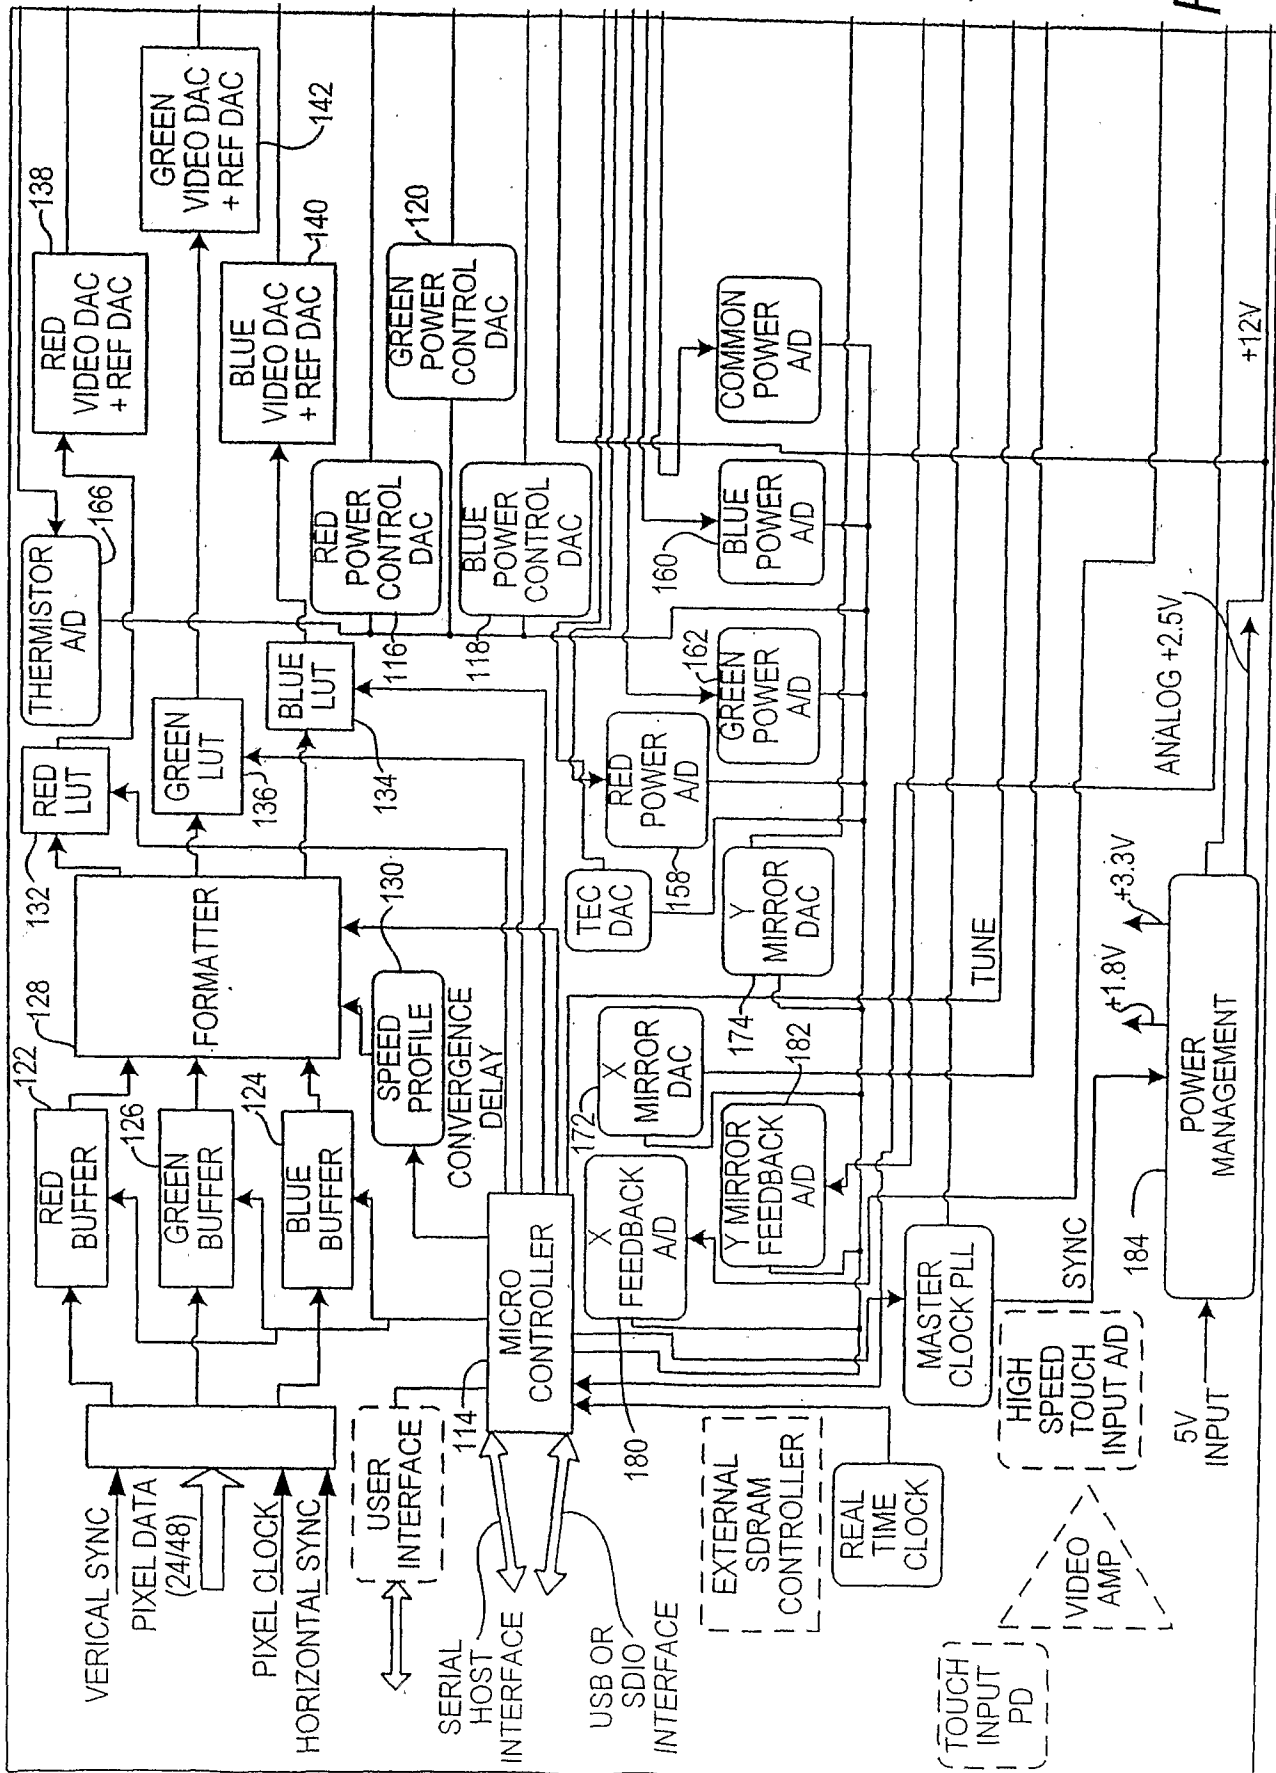 VERICAL SYNC
PIXEL DATA
(24/48)
PIXEL CLOCK
HORIZONTAL SYNC
RED
BUFFER
122
GREEN
BUFFER
126
BLUE
BUFFER
124
FORMATTER
128
SPEED
PROFILE
130
CONVERGENCE
DELAY
RED
LUT
132
GREEN
LUT
136
BLUE
LUT
134
THERMISTOR
A/D
166
RED
VIDEO DAC
+ REF DAC
138
GREEN
VIDEO DAC
+ REF DAC
142
BLUE
VIDEO DAC
+ REF DAC
140
RED
POWER
CONTROL
DAC
116
GREEN
POWER
CONTROL
DAC
120
BLUE
POWER
CONTROL
DAC
118
USER
INTERFACE
SERIAL
HOST
INTERFACE
USB OR
SDIO
INTERFACE
MICRO
CONTROLLER
114
TEC
DAC
RED
POWER
A/D
158
GREEN
POWER
A/D
162
BLUE
POWER
A/D
160
COMMON
POWER
A/D
X
MIRROR
DAC
172
Y
MIRROR
DAC
174
X
FEEDBACK
A/D
180
Y MIRROR
FEEDBACK
A/D
182
EXTERNAL
SDRAM
CONTROLLER
REAL
TIME
CLOCK
MASTER
CLOCK PLL
TUNE
SYNC
HIGH
SPEED
TOUCH
INPUT A/D
TOUCH
INPUT
PD
VIDEO
AMP
5V
INPUT
POWER
MANAGEMENT
184
+1.8V
+3.3V
ANALOG +2.5V
+12V